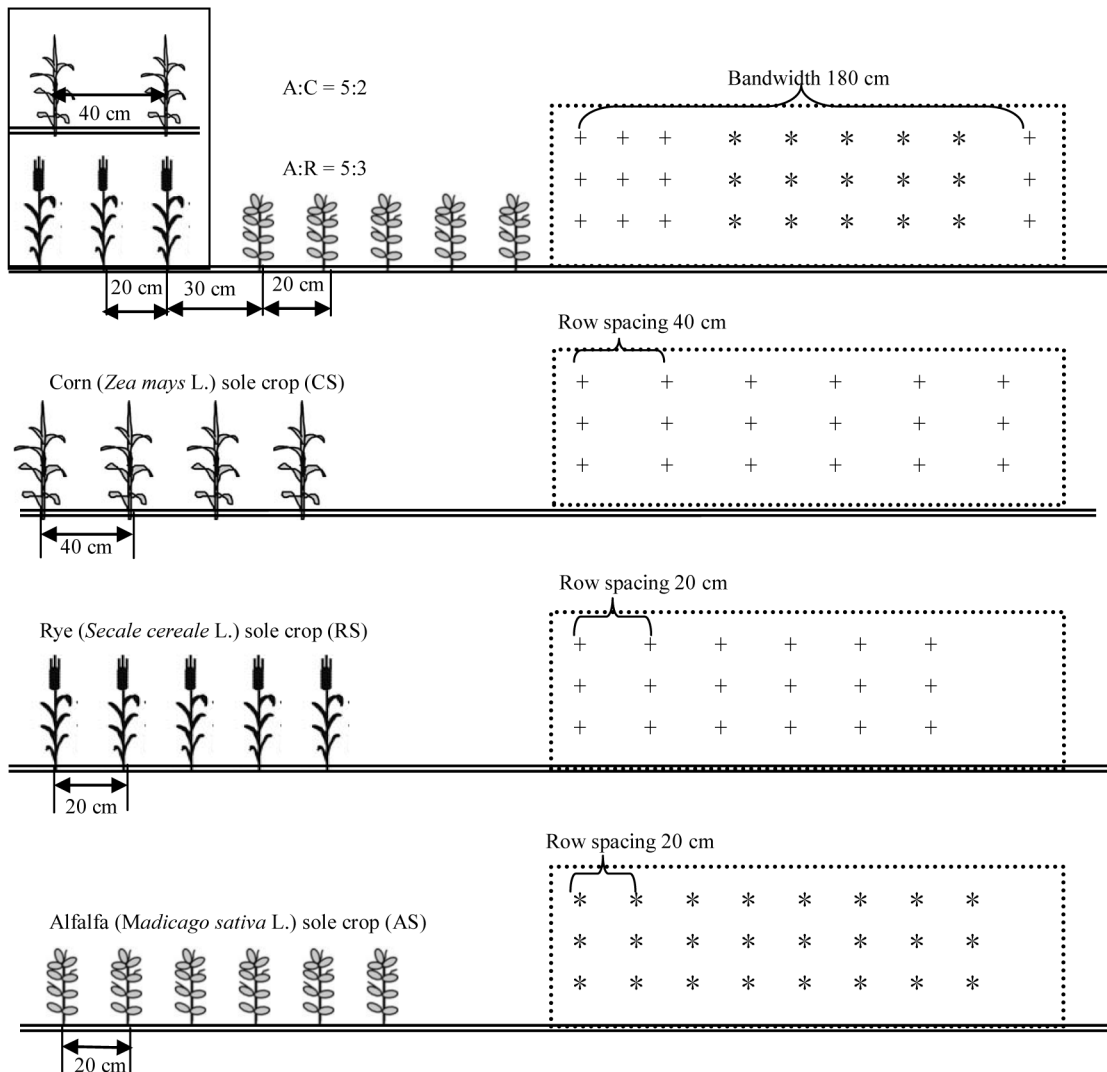 A:C = 5:2
Bandwidth 180 cm
40 cm
A:R = 5:3
20 cm
30 cm
20 cm
Row spacing 40 cm
Corn (Zea mays L.) sole crop (CS)
40 cm
Row spacing 20 cm
Rye (Secale cereale L.) sole crop (RS)
20 cm
Row spacing 20 cm
Alfalfa (Madicago sativa L.) sole crop (AS)
20 cm